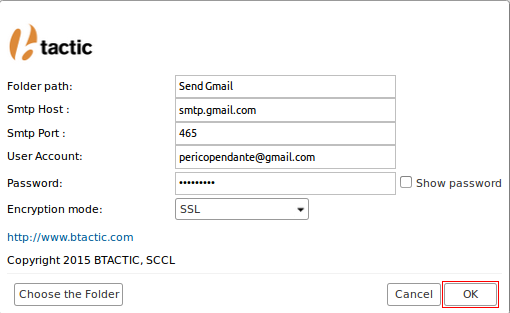 tactic
Folder path: Send Gmail
Smtp Host : smtp.gmail.com
Smtp Port : 465
User Account: pericopendante@gmail.com
Password: ••••••••• Show password
Encryption mode: SSL
http://www.btactic.com
Copyright 2015 BTACTIC, SCCL
Choose the Folder Cancel OK